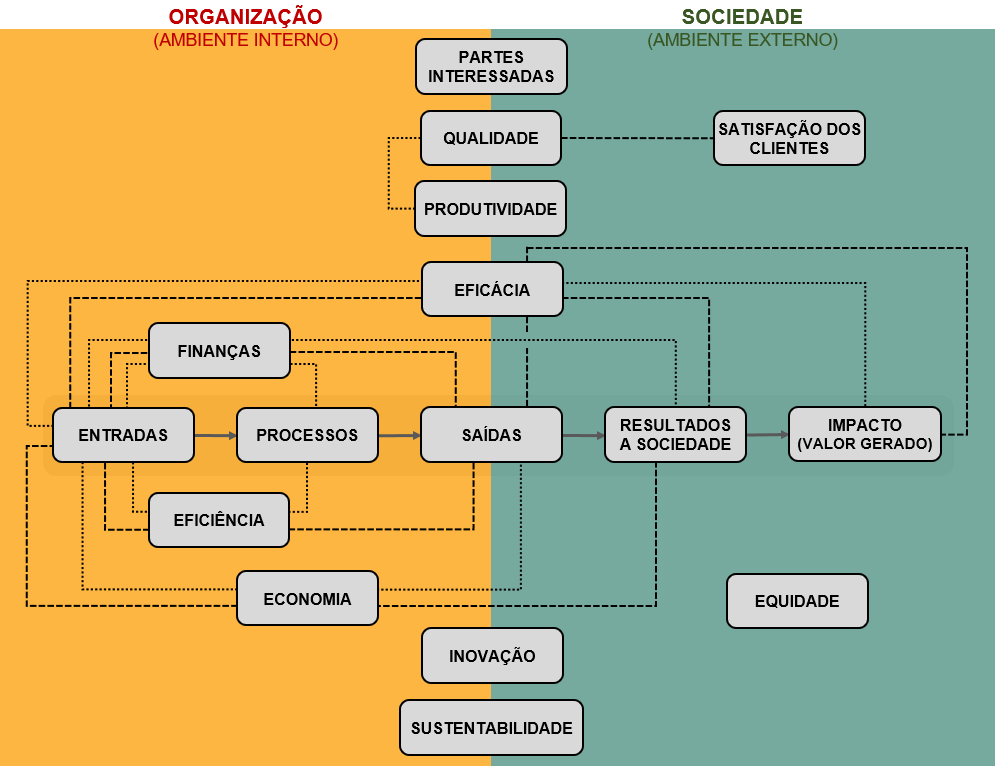 ORGANIZAÇÃO
(AMBIENTE INTERNO)
SOCIEDADE
(AMBIENTE EXTERNO)
PARTES
INTERESSADAS
QUALIDADE
SATISFAÇÃO DOS
CLIENTES
PRODUTIVIDADE
EFICÁCIA
FINANÇAS
ENTRADAS
PROCESSOS
SAÍDAS
RESULTADOS
A SOCIEDADE
IMPACTO
(VALOR GERADO)
EFICIÊNCIA
ECONOMIA
EQUIDADE
INOVAÇÃO
SUSTENTABILIDADE